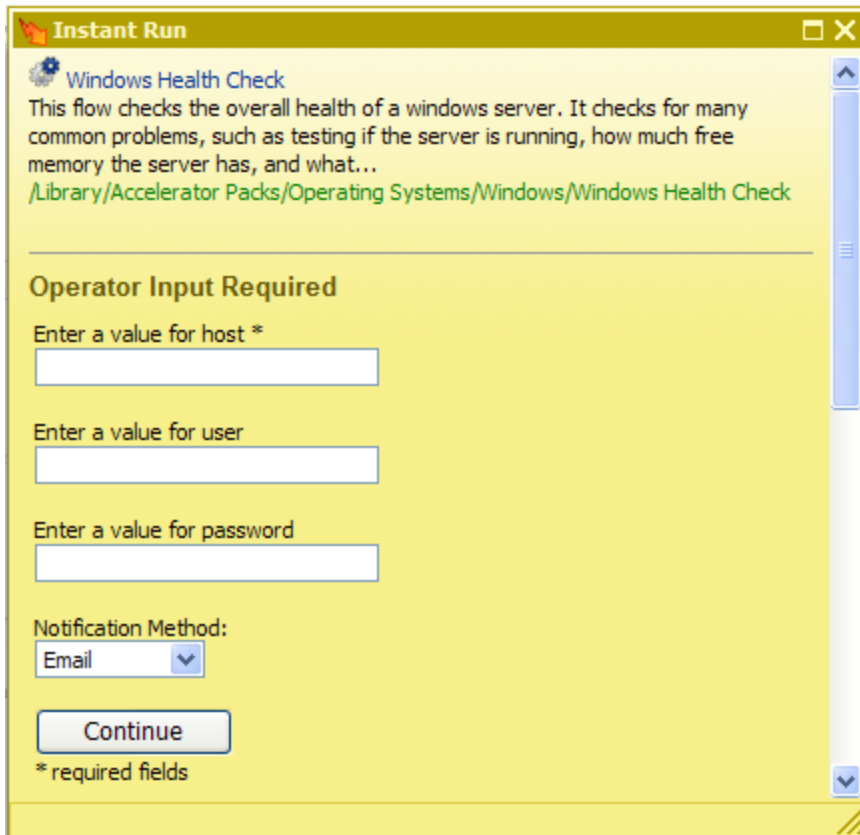 Instant Run
Windows Health Check
This flow checks the overall health of a windows server. It checks for many
common problems, such as testing if the server is running, how much free
memory the server has, and what...
/Library/Accelerator Packs/Operating Systems/Windows/Windows Health Check
Operator Input Required
Enter a value for host *
Enter a value for user
Enter a value for password
Notification Method:
Email
Continue
* required fields